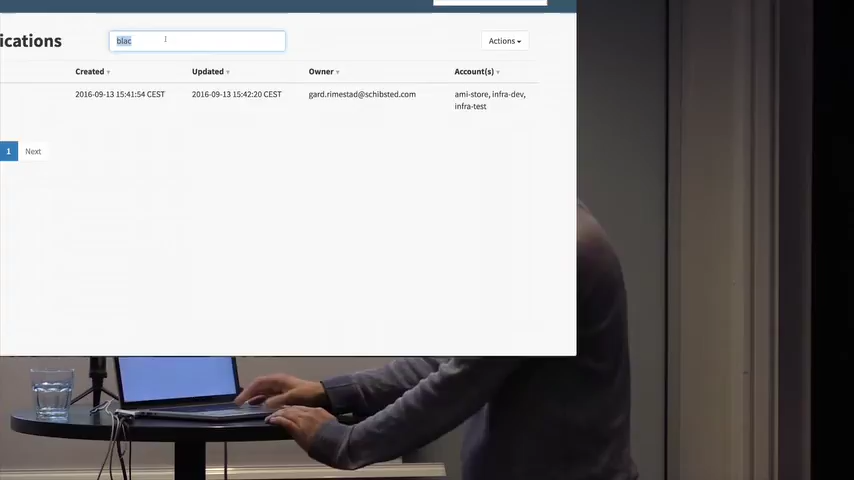 ications
blac
Actions
Created
Updated
Owner
Account(s)
2016-09-13 15:41:54 CEST
2016-09-13 15:42:20 CEST
gard.rimestad@schibsted.com
ami-store, infra-dev,
infra-test
1
Next